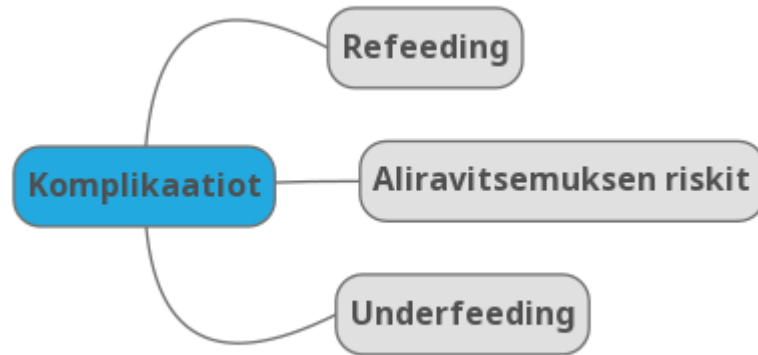 Refeeding
Komplikaatiot
Aliravitsemuksen riskit
Underfeeding